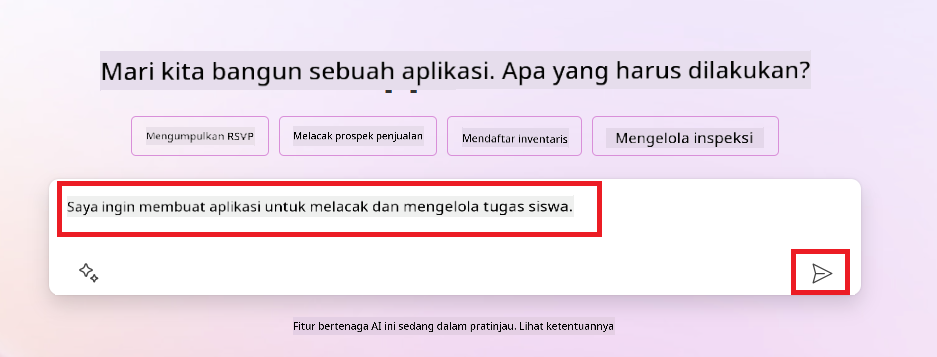 Mari kita bangun sebuah aplikasi. Apa yang harus dilakukan?
Mengumpulkan RSVP
Melacak prospek penjualan
Mendaftar inventaris
Mengelola inspeksi
Saya ingin membuat aplikasi untuk melacak dan mengelola tugas siswa.
Fitur bertenaga AI ini sedang dalam pratinjau. Lihat ketentuannya